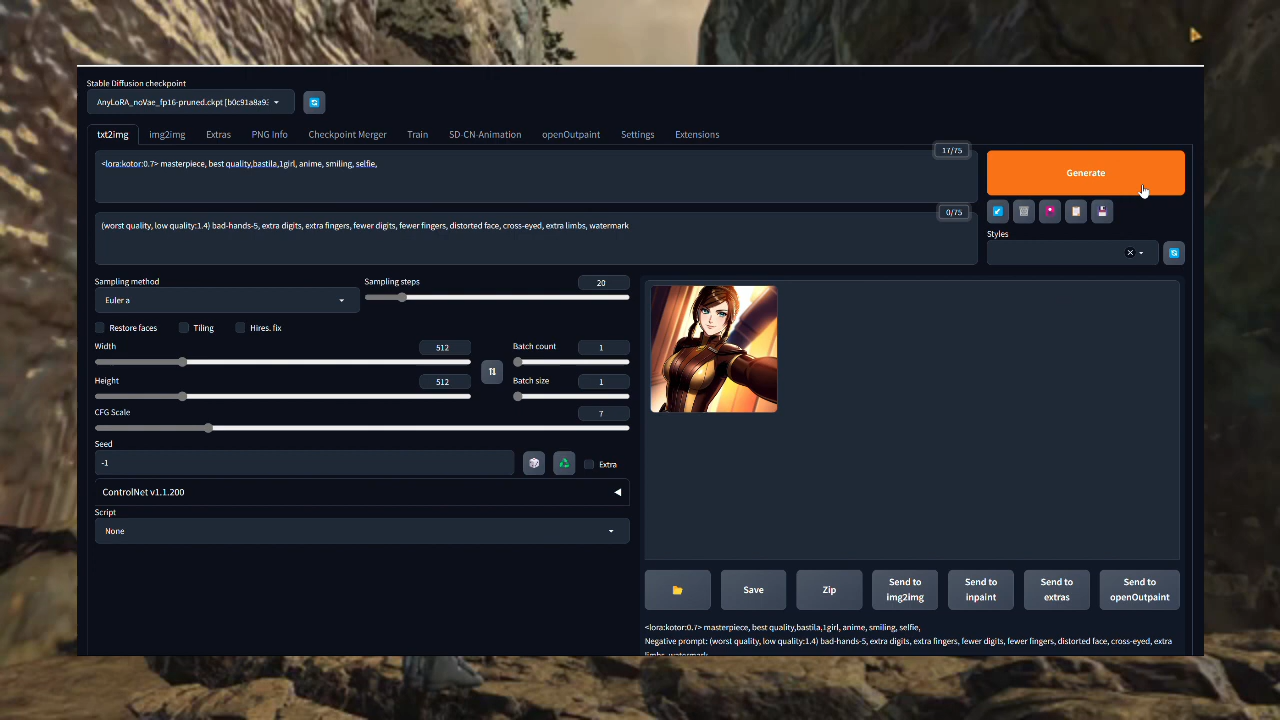 Stable Diffusion checkpoint
AnyLoRA_noVae_fp16-pruned.ckpt [b0c91a8a93
txt2img img2img Extras PNG Info Checkpoint Merger Train SD-CN-Animation openOutpaint Settings Extensions
17/75
<lora:kotor:0.7> masterpiece, best quality,bastila,1girl, anime, smiling, selfie,
Generate
0/75
(worst quality, low quality:1.4) bad-hands-5, extra digits, extra fingers, fewer digits, fewer fingers, distorted face, cross-eyed, extra limbs, watermark
Styles
Sampling method
Euler a
Sampling steps
20
Restore faces Tiling Hires. fix
Width
512
Batch count
1
Height
512
Batch size
1
CFG Scale
7
Seed
-1
Extra
ControlNet v1.1.200
Script
None
Save
Zip
Send to
img2img
Send to
inpaint
Send to
extras
Send to
openOutpaint
<lora:kotor:0.7> masterpiece, best quality,bastila,1girl, anime, smiling, selfie,
Negative prompt: (worst quality, low quality:1.4) bad-hands-5, extra digits, extra fingers, fewer digits, fewer fingers, distorted face, cross-eyed, extra
limbs, watermark